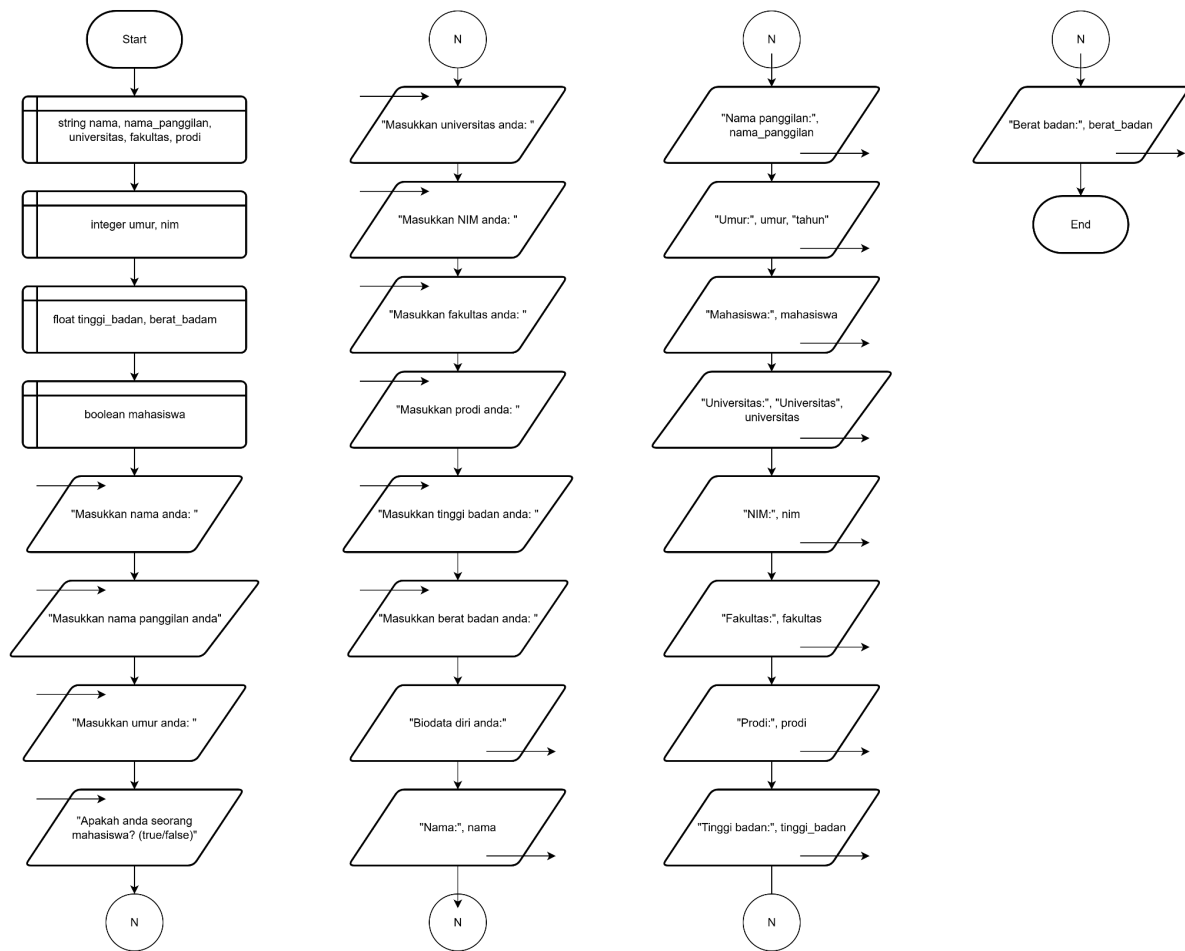 Start
string nama, nama_panggilan,
universitas, fakultas, prodi
integer umur, nim
float tinggi_badan, berat_badam
boolean mahasiswa
"Masukkan nama anda: "
"Masukkan nama panggilan anda"
"Masukkan umur anda: "
"Apakah anda seorang
mahasiswa? (true/false)"
N
N
"Masukkan universitas anda: "
"Masukkan NIM anda: "
"Masukkan fakultas anda: "
"Masukkan prodi anda: "
"Masukkan tinggi badan anda: "
"Masukkan berat badan anda: "
"Biodata diri anda:"
"Nama:", nama
N
N
"Nama panggilan:",
nama_panggilan
"Umur:", umur, "tahun"
"Mahasiswa:", mahasiswa
"Universitas:", "Universitas",
universitas
"NIM:", nim
"Fakultas:", fakultas
"Prodi:", prodi
"Tinggi badan:", tinggi_badan
N
N
"Berat badan:", berat_badan
End